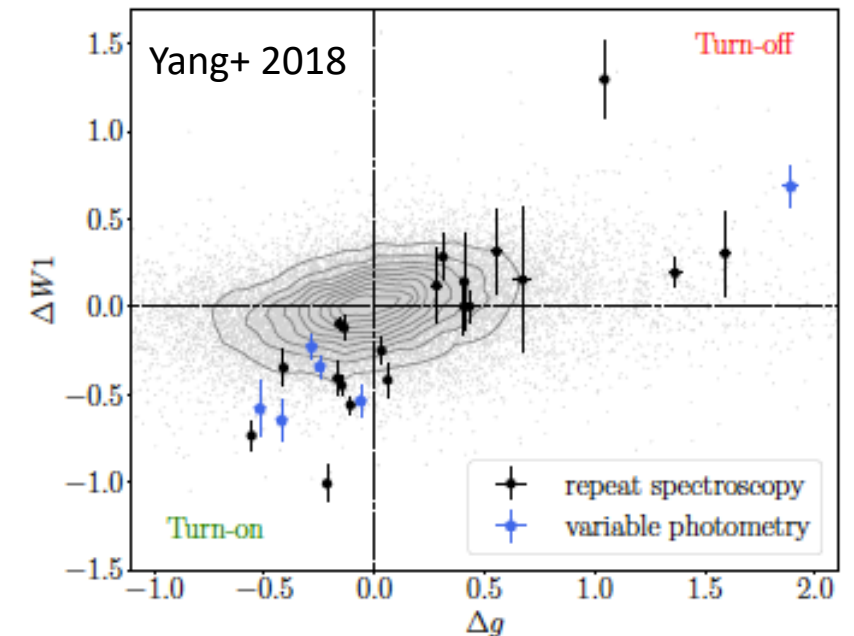 Yang+ 2018
Turn-off
1.5
1.0
0.5
0.0
−0.5
−1.0
−1.5
ΔW1
Turn-on
repeat spectroscopy
variable photometry
−1.0 −0.5 0.0 0.5 1.0 1.5 2.0
Δg